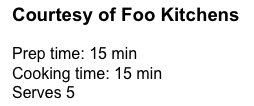 Courtesy of Foo Kitchens
Prep time: 15 min
Cooking time: 15 min
Serves 5